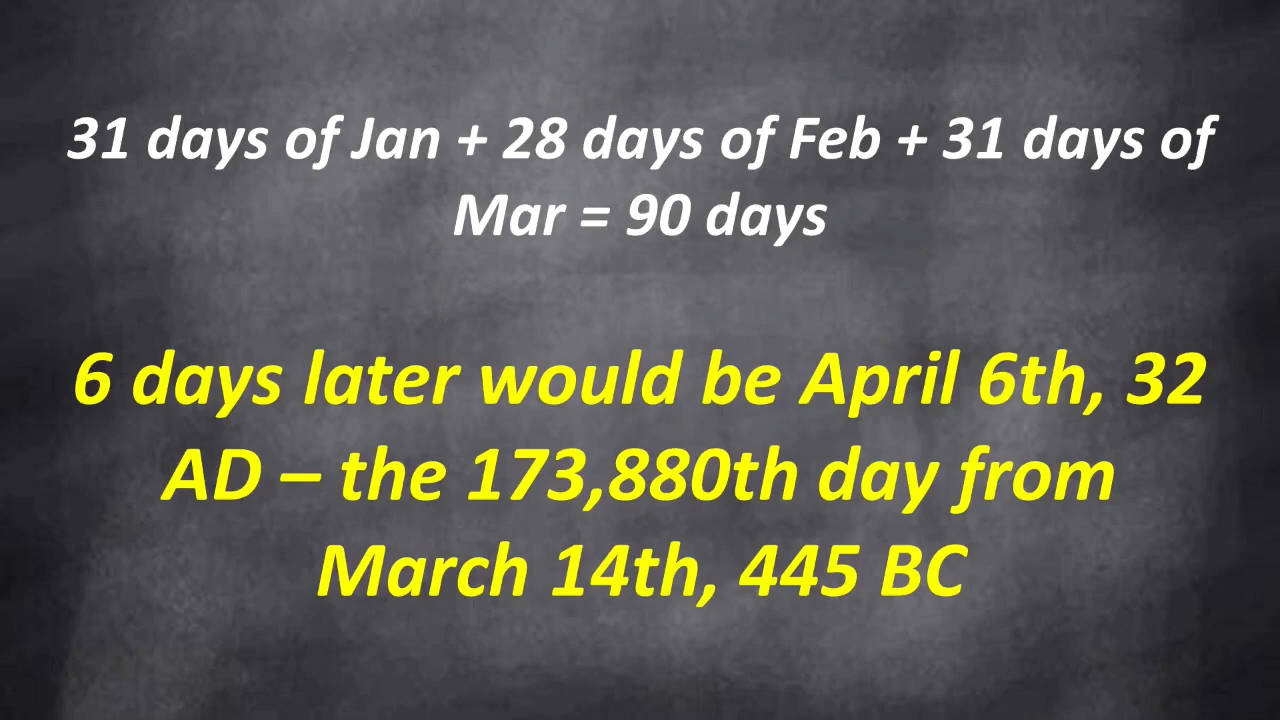 31 days of Jan + 28 days of Feb + 31 days of
Mar = 90 days
6 days later would be April 6th, 32
AD – the 173,880th day from
March 14th, 445 BC